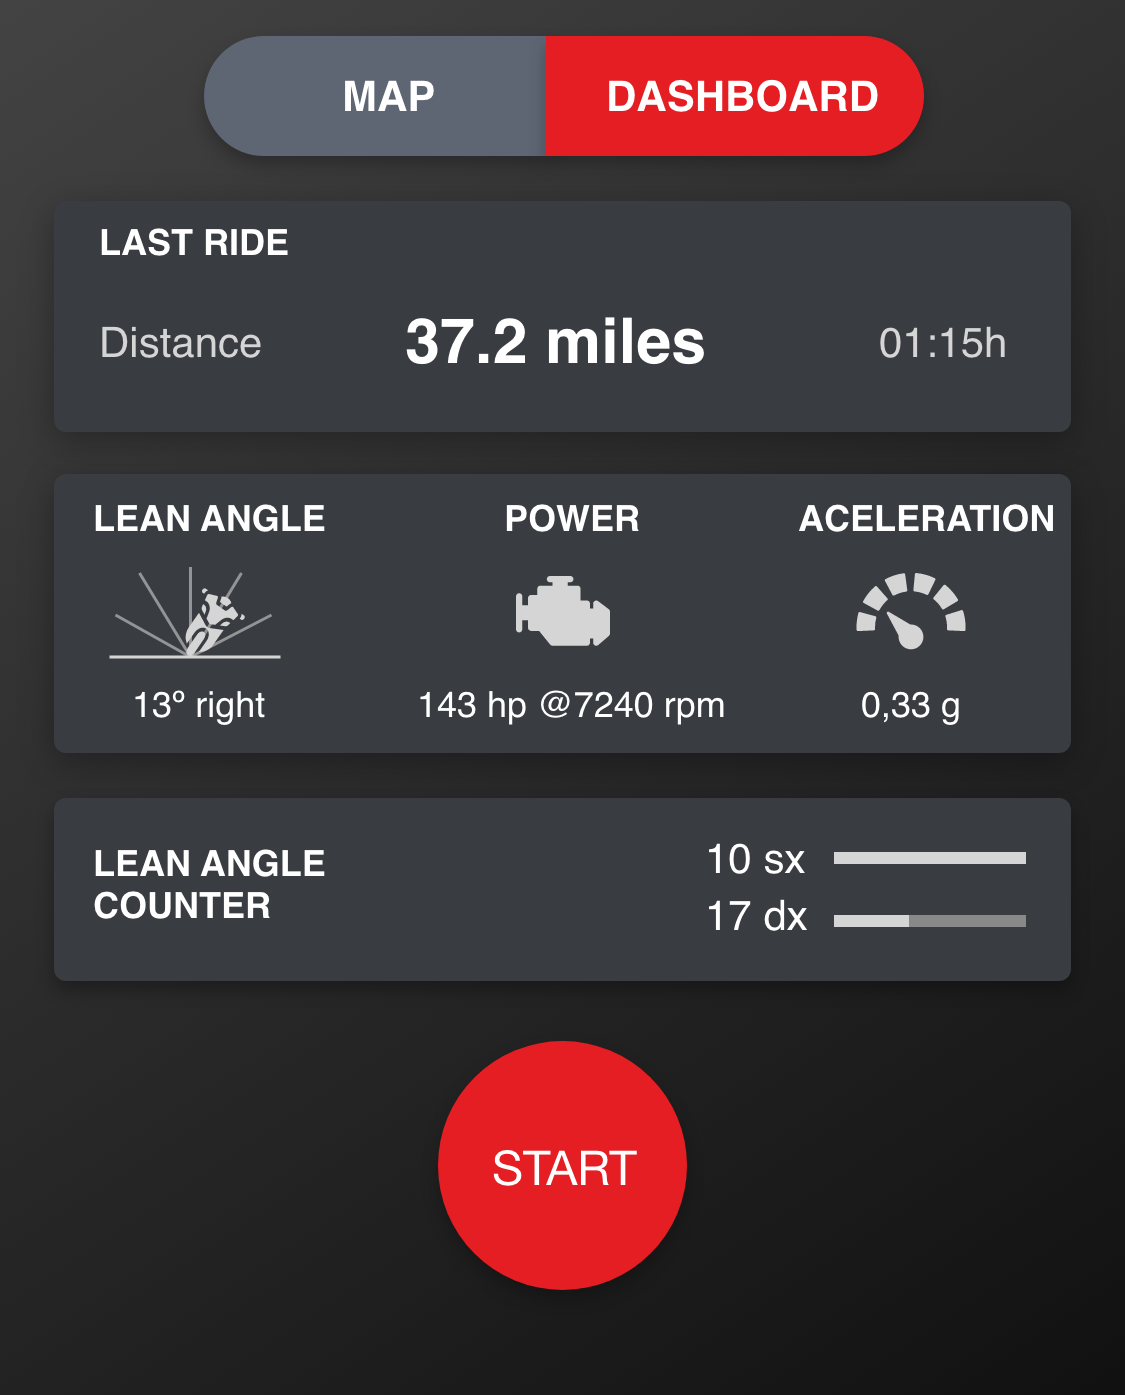 MAP
DASHBOARD
LAST RIDE
Distance
37.2 miles
01:15h
LEAN ANGLE
POWER
ACELERATION
13º right
143 hp @7240 rpm
0,33 g
LEAN ANGLE
COUNTER
10 sx
17 dx
START